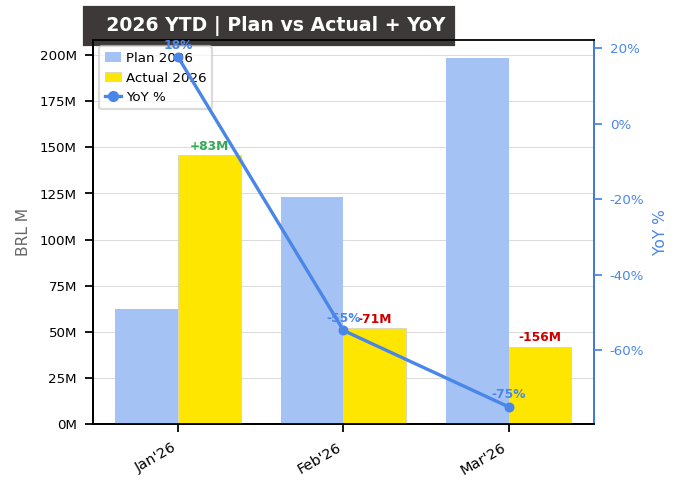 2026 YTD | Plan vs Actual + YoY
18%
Plan 2026
Actual 2026
YoY %
200M
175M
150M
125M
100M
75M
50M
25M
0M
BRL M
20%
0%
-20%
-40%
-60%
YoY %
+83M
-55%
-71M
-156M
-75%
Jan'26
Feb'26
Mar'26